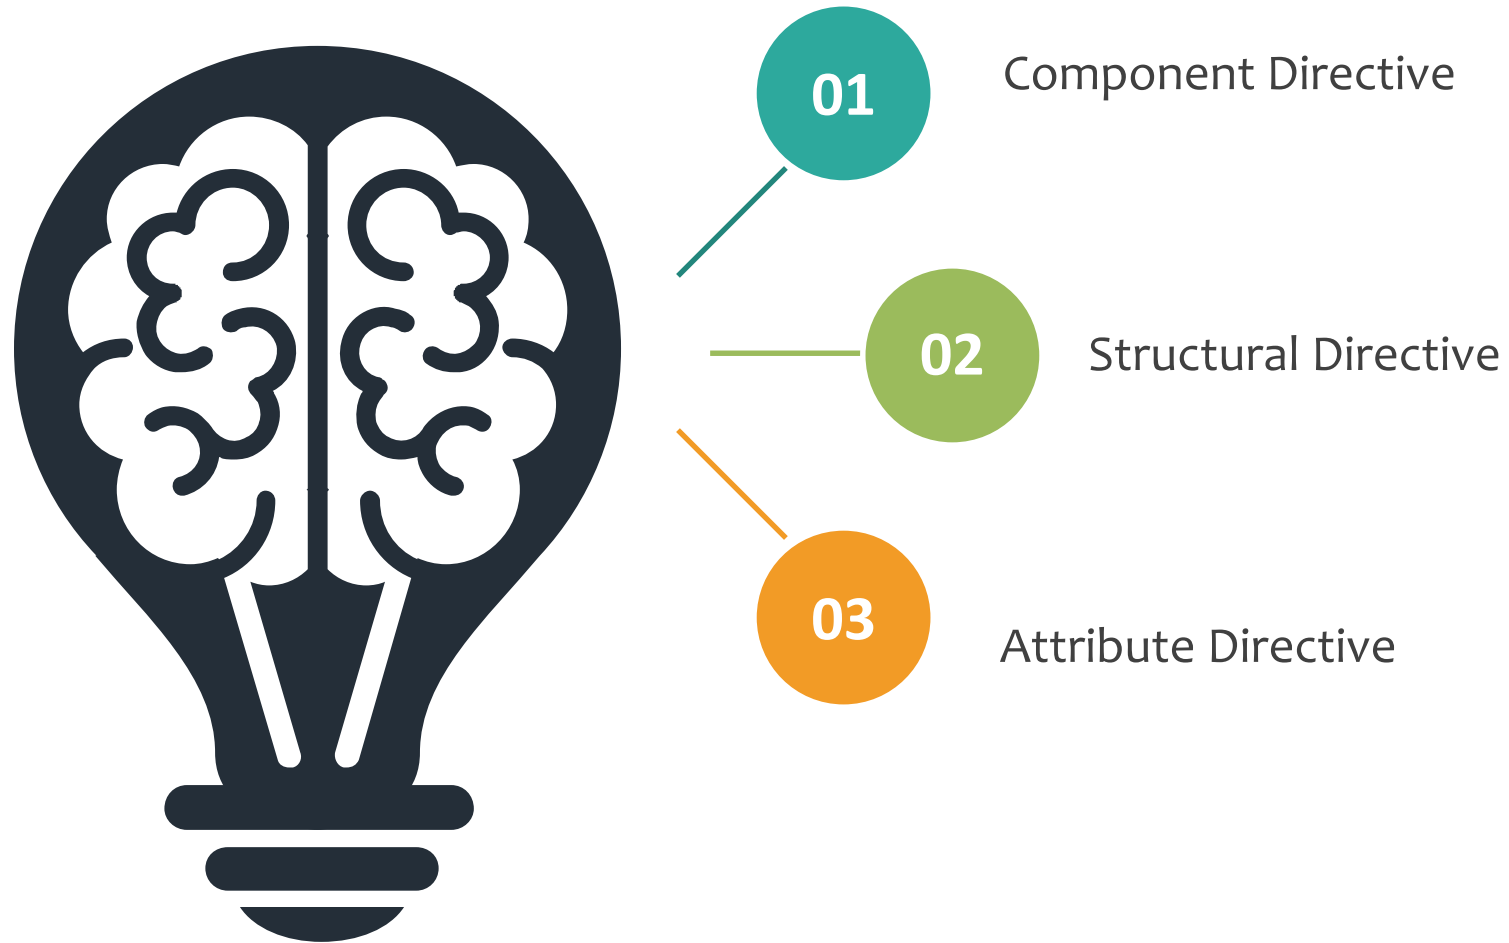 01
Component Directive
02
Structural Directive
03
Attribute Directive